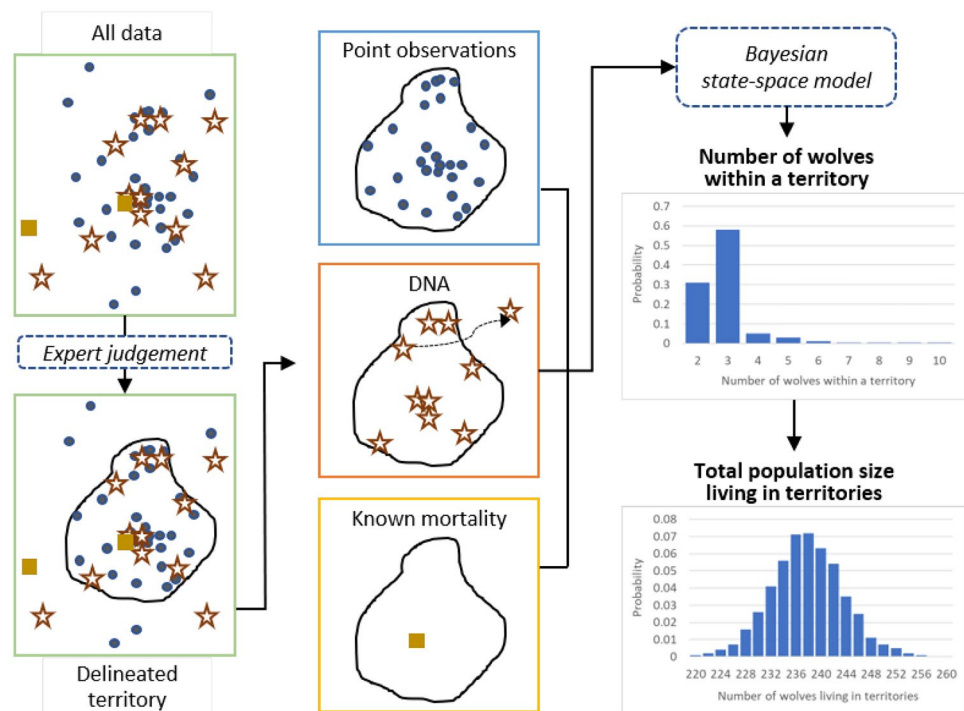 All data
Expert judgement
Delineated
territory
Point observations
DNA
Known mortality
Bayesian
state-space model
Number of wolves
within a territory
Probability
0.7
0.6
0.5
0.4
0.3
0.2
0.1
0
2 3 4 5 6 7 8 9 10
Number of wolves within a territory
Total population size
living in territories
Probability
0.08
0.07
0.06
0.05
0.04
0.03
0.02
0.01
0
220 224 228 232 236 240 244 248 252 256 260
Number of wolves living in territories